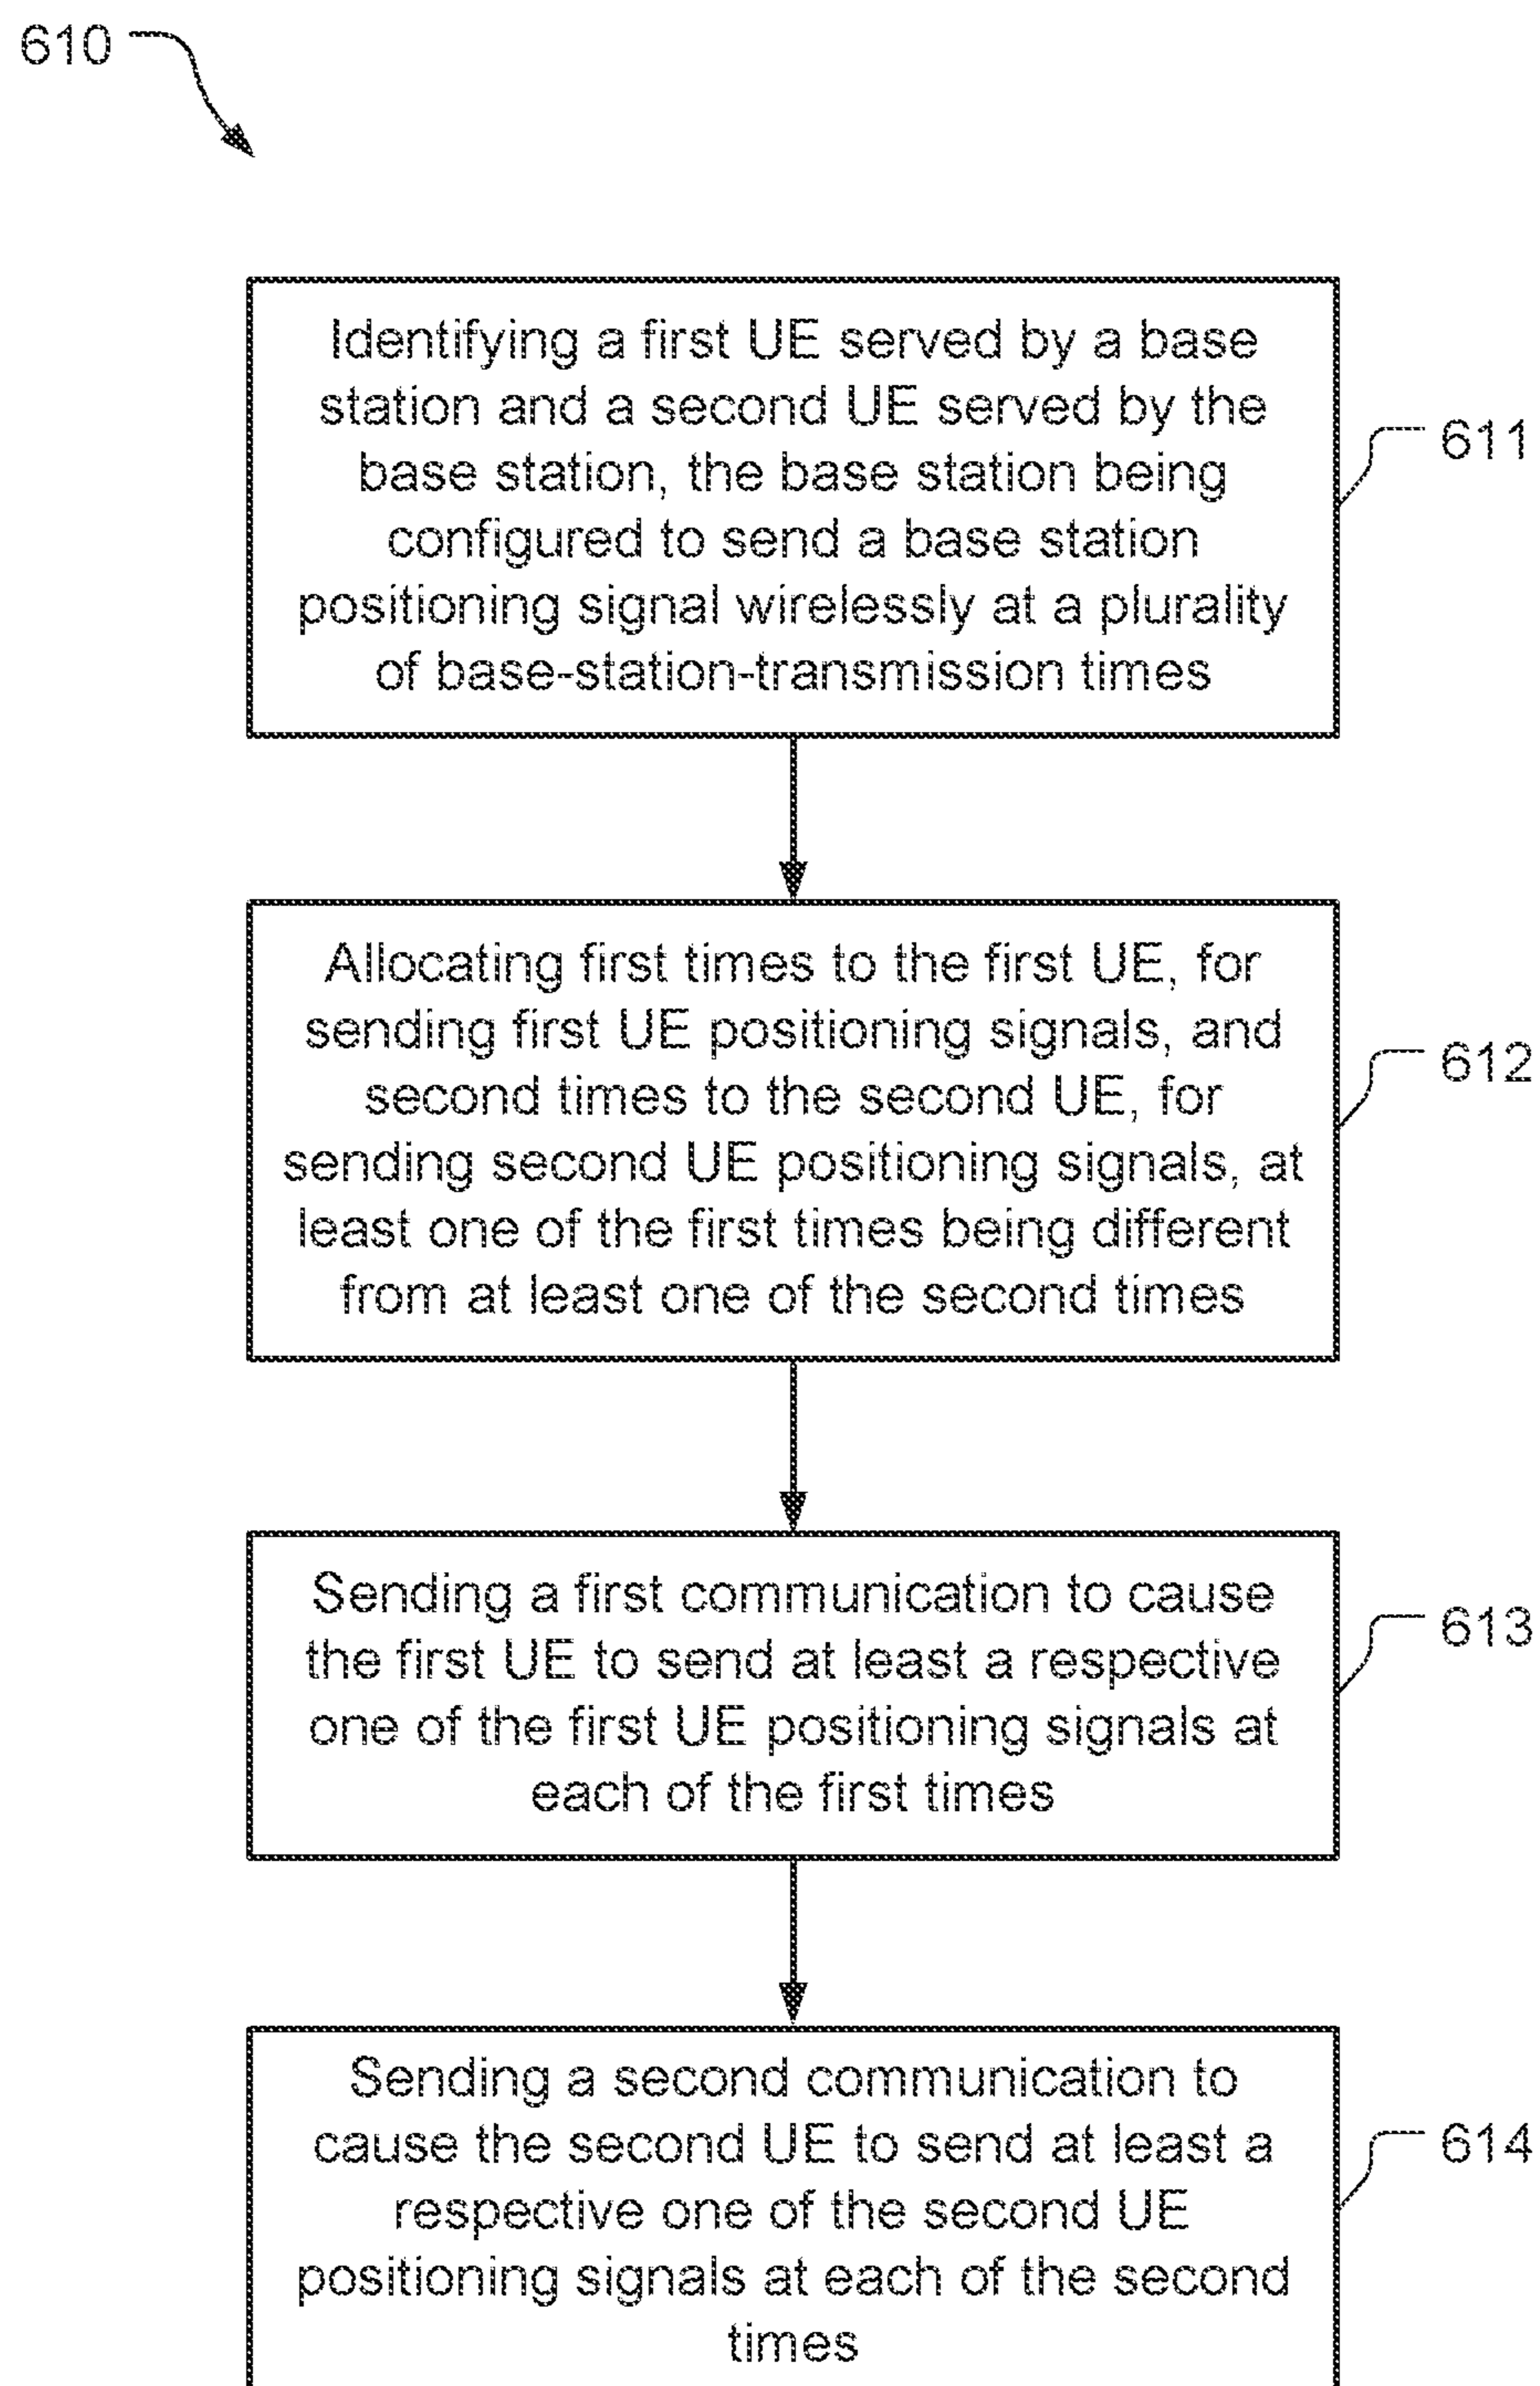 610
Identifying a first UE served by a base
station and a second UE served by the
base station, the base station being
configured to send a base station
positioning signal wirelessly at a plurality
of base-station-transmission times
611
Allocating first times to the first UE, for
sending first UE positioning signals, and
second times to the second UE, for
sending second UE positioning signals, at
least one of the first times being different
from at least one of the second times
612
Sending a first communication to cause
the first UE to send at least a respective
one of the first UE positioning signals at
each of the first times
613
Sending a second communication to
cause the second UE to send at least a
respective one of the second UE
positioning signals at each of the second
times
614